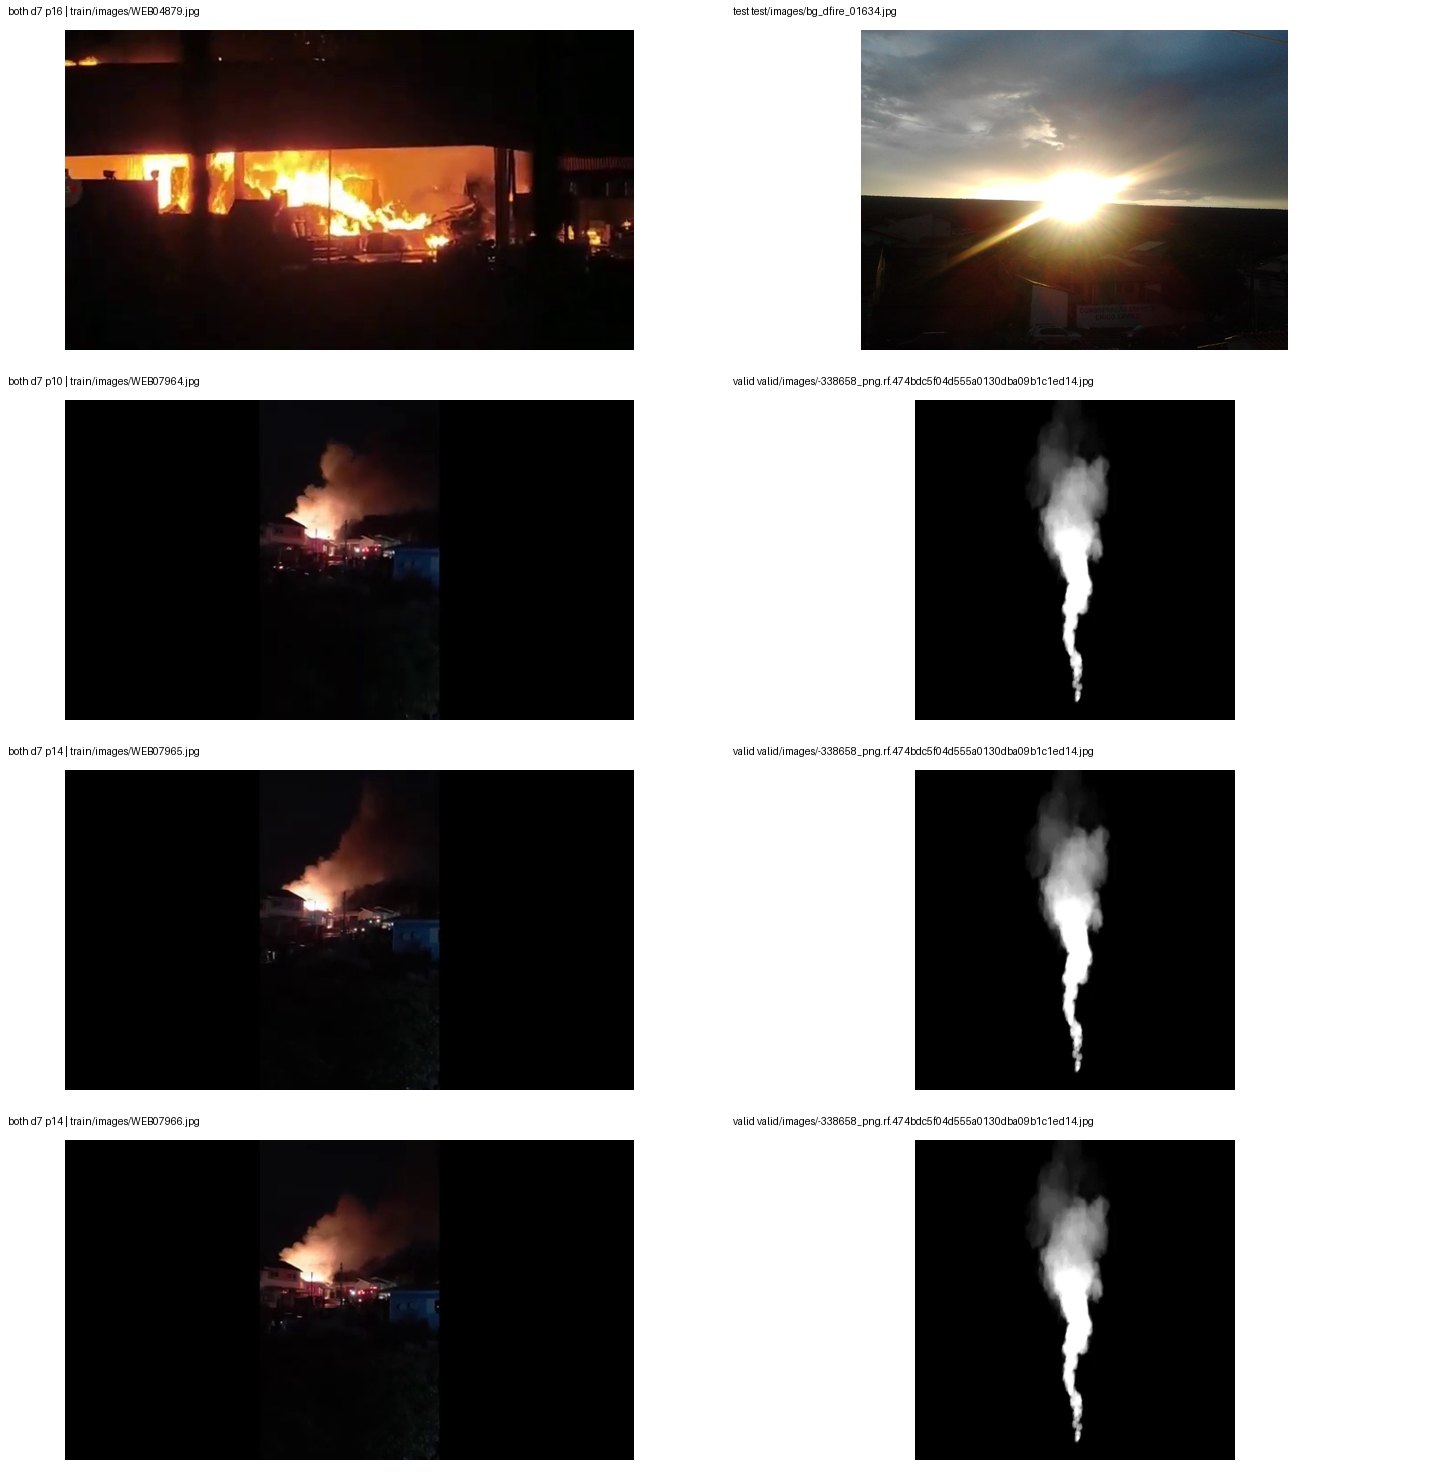 both d7 p16 | train/images/WEB04879.jpg
test test/images/bg_dfire_01634.jpg
both d7 p10 | train/images/WEB07964.jpg
valid valid/images/-338658_png.rf.474bdc5f04d555a0130dba09b1c1ed14.jpg
both d7 p14 | train/images/WEB07965.jpg
valid valid/images/-338658_png.rf.474bdc5f04d555a0130dba09b1c1ed14.jpg
both d7 p14 | train/images/WEB07966.jpg
valid valid/images/-338658_png.rf.474bdc5f04d555a0130dba09b1c1ed14.jpg